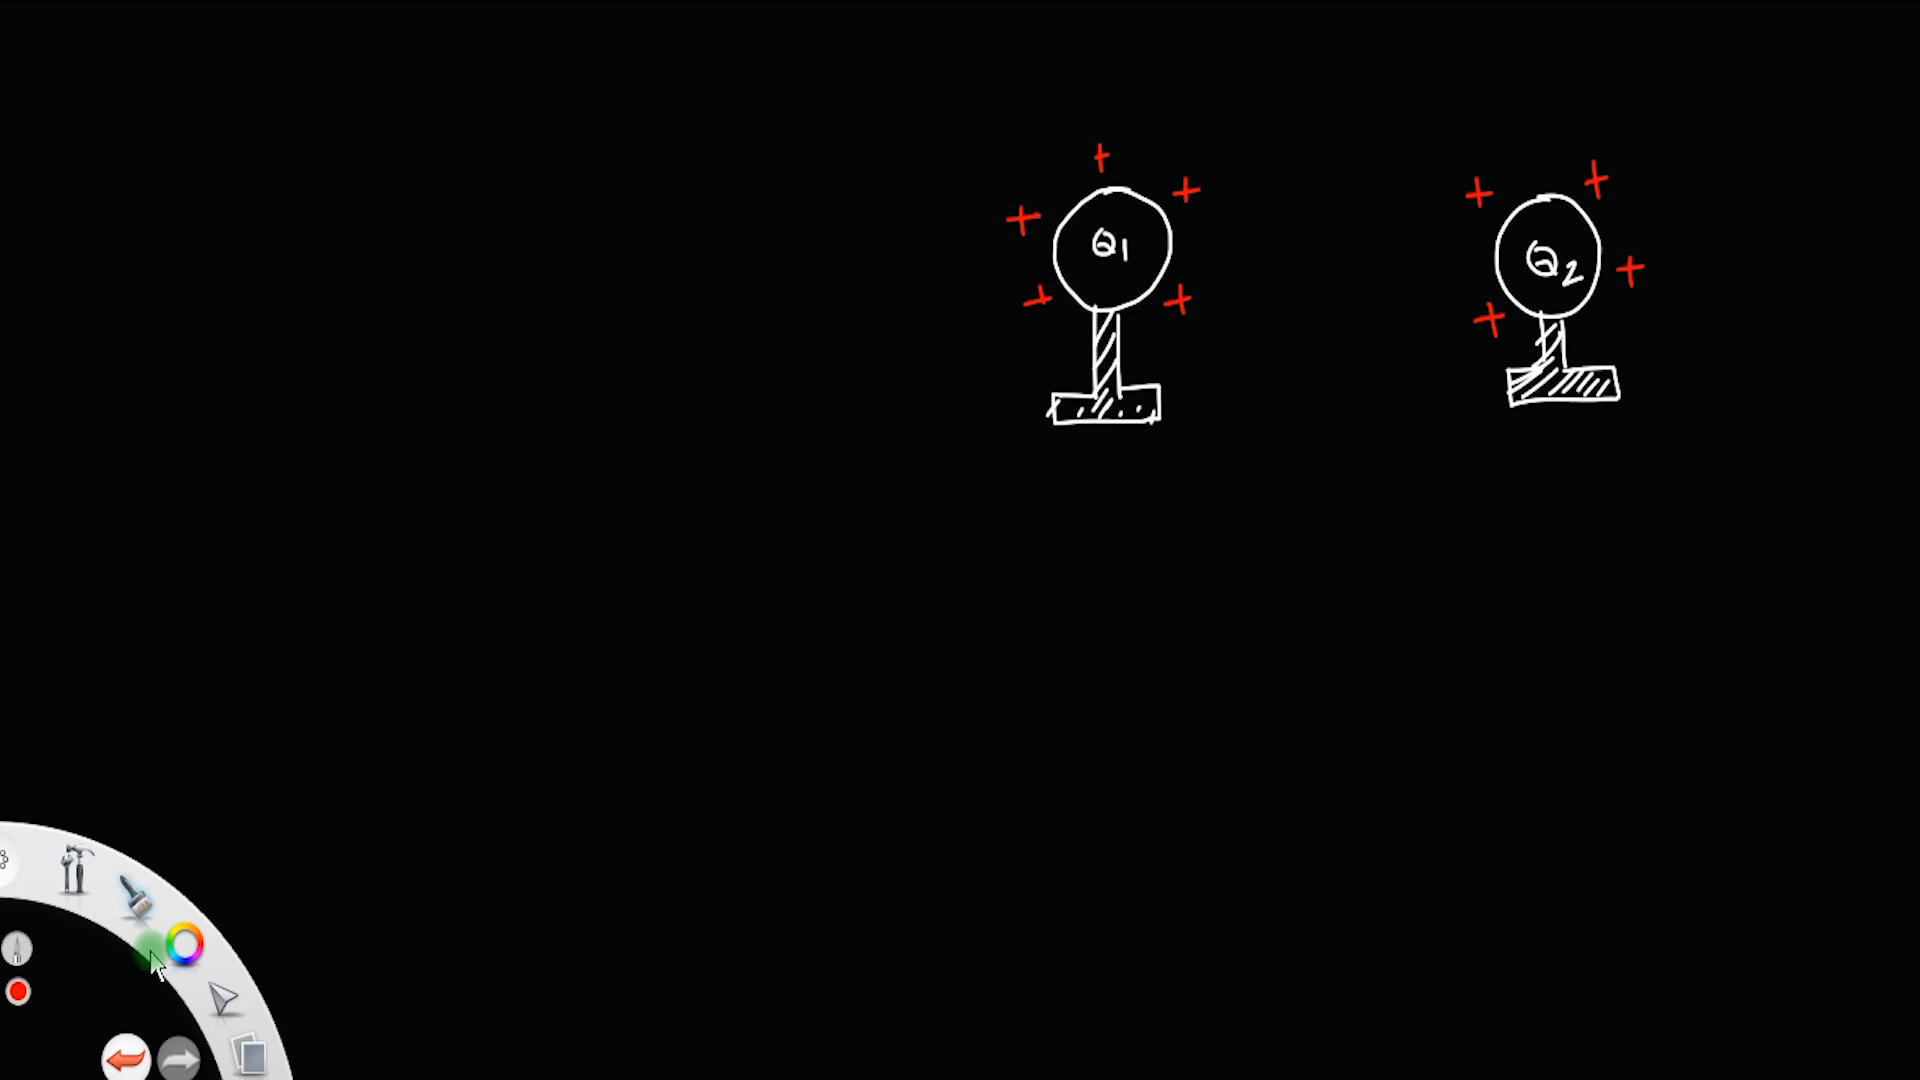 + + + + +
Q1
+ + + +
Q2